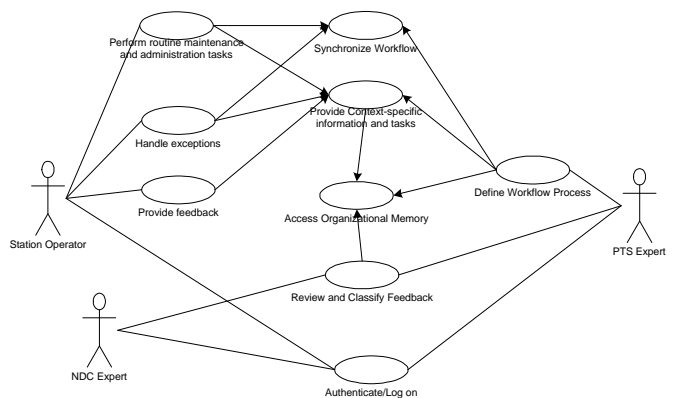 Perform routine maintenance
and administration tasks
Synchronize Workflow
Provide Context-specific
information and tasks
Handle exceptions
Define Workflow Process
Provide feedback
Access Organizational Memory
Station Operator
PTS Expert
Review and Classify Feedback
NDC Expert
Authenticate/Log on